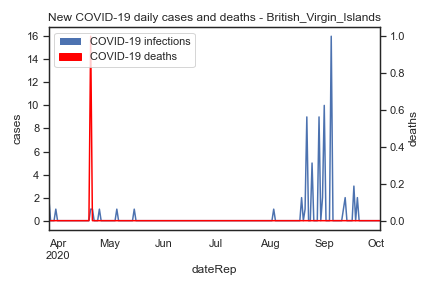 New COVID-19 daily cases and deaths - British_Virgin_Islands
COVID-19 infections
COVID-19 deaths
16
14
12
10
8
6
4
2
0
cases
1.0
0.8
0.6
0.4
0.2
0.0
deaths
Apr May Jun Jul Aug Sep Oct
2020
dateRep